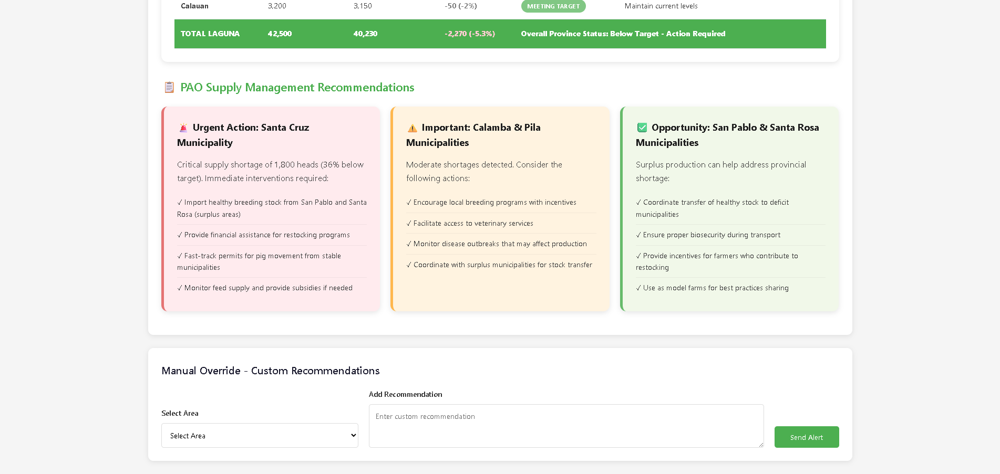 Calauan 3,200 3,150 -50 (-2%) MEETING TARGET Maintain current levels
TOTAL LAGUNA 42,500 40,230 -2,270 (-5.3%) Overall Province Status: Below Target - Action Required
PAO Supply Management Recommendations
Urgent Action: Santa Cruz
Municipality
Critical supply shortage of 1,800 heads (36% below
target). Immediate interventions required:
✓ Import healthy breeding stock from San Pablo and Santa
Rosa (surplus areas)
✓ Provide financial assistance for restocking programs
✓ Fast-track permits for pig movement from stable
municipalities
✓ Monitor feed supply and provide subsidies if needed
Important: Calamba & Pila
Municipalities
Moderate shortages detected. Consider the
following actions:
✓ Encourage local breeding programs with incentives
✓ Facilitate access to veterinary services
✓ Monitor disease outbreaks that may affect production
✓ Coordinate with surplus municipalities for stock transfer
Opportunity: San Pablo & Santa Rosa
Municipalities
Surplus production can help address provincial
shortage:
✓ Coordinate transfer of healthy stock to deficit
municipalities
✓ Ensure proper biosecurity during transport
✓ Provide incentives for farmers who contribute to
restocking
✓ Use as model farms for best practices sharing
Manual Override - Custom Recommendations
Select Area
Select Area
Add Recommendation
Enter custom recommendation
Send Alert